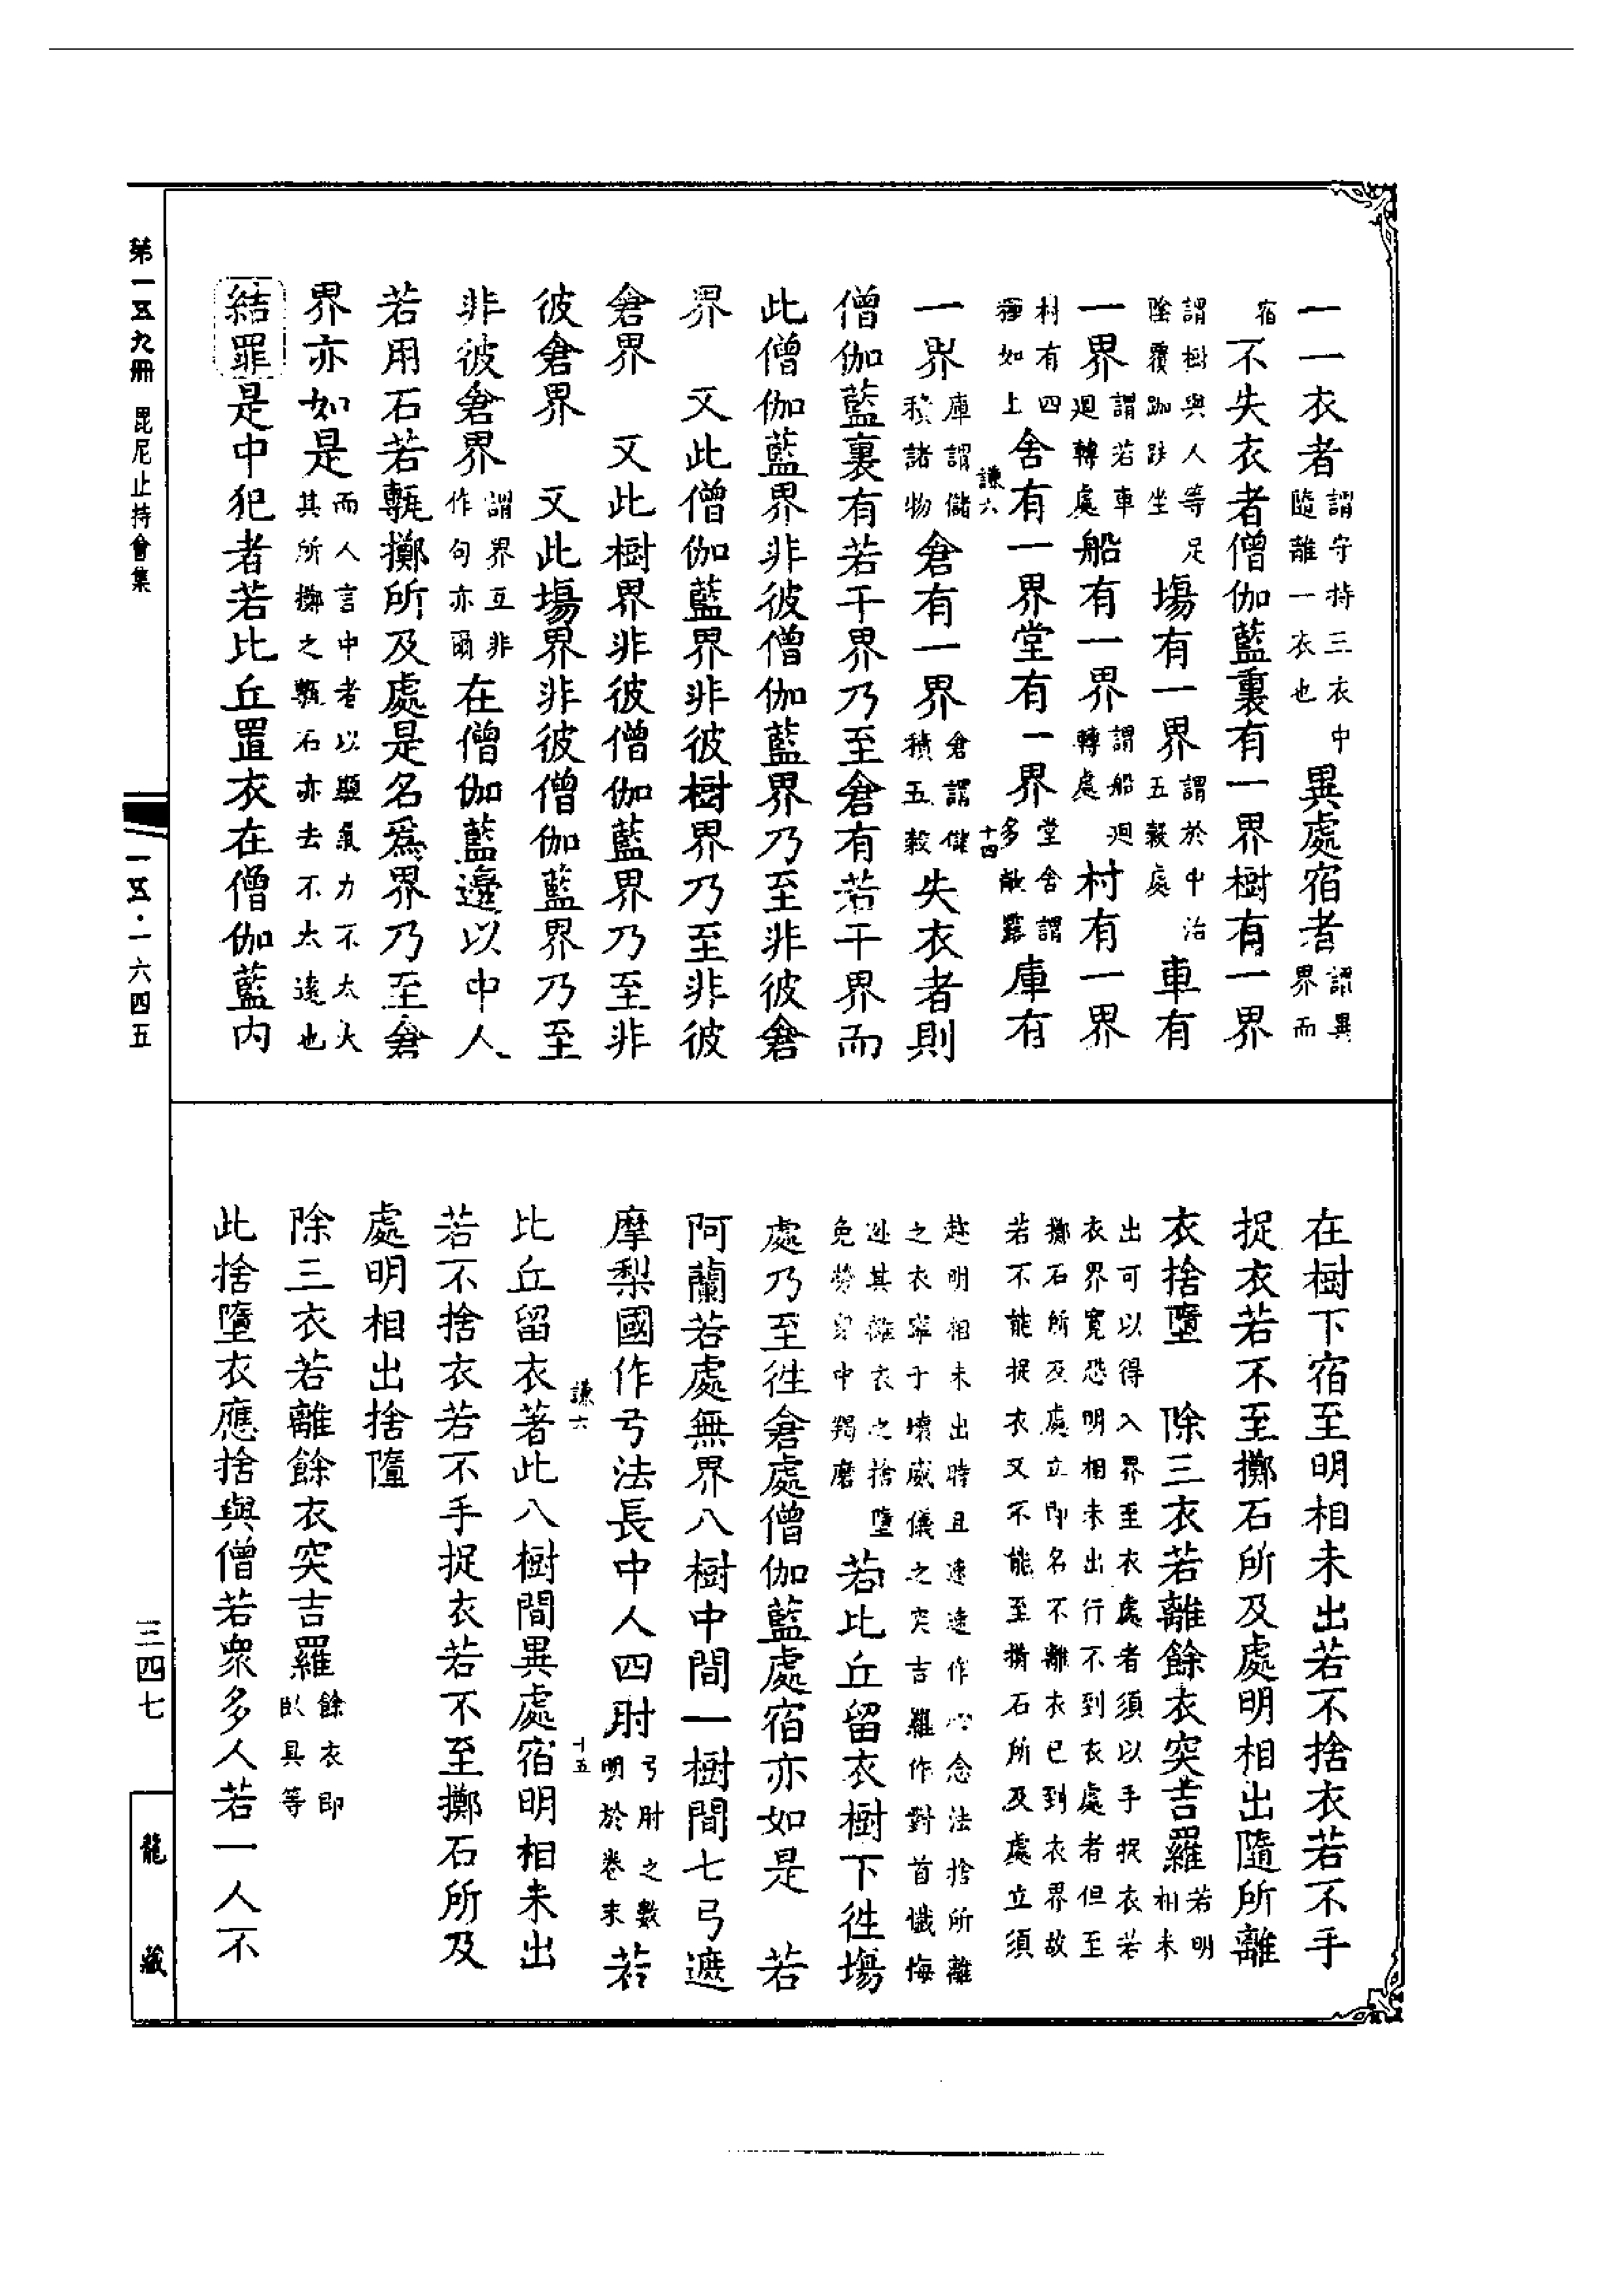 一一衣者謂守持三衣中隨離一衣也異處宿者謂異界而
宿不失衣者僧伽藍裏有一界樹有一界
謂樹與人等足陰覆跏趺坐場有一界謂於中治五穀處車有
一界謂若車迴轉處船有一界謂船迴轉處村有一界
村有四種如上舍有一界堂有一界堂舍謂多敞露庫有
謙六
十四
一界庫謂儲積諸物倉有一界倉謂儲積五穀失衣者則
僧伽藍裏有若干界乃至倉有若干界而
此僧伽藍界非彼僧伽藍界乃至非彼倉
界　又此僧伽藍界非彼樹界乃至非彼
倉界　又此樹界非彼僧伽藍界乃至非
彼倉界　又此場界非彼僧伽藍界乃至
非彼倉界謂界互非作句亦爾在僧伽藍邊以中人
若用石若甎擲所及處是名爲界乃至倉
界亦如是而人言中者以顯氣力不太大其所擲之甎石亦去不太遠也
結罪是中犯者若比丘置衣在僧伽藍內
在樹下宿至明相未出若不捨衣若不手
捉衣若不至擲石所及處明相出隨所離
衣捨墮　除三衣若離餘衣突吉羅若明相未
出可以得入界至衣處者須以手捉衣若
衣界寬恐明相未出行不到衣處者但至
擲石所及處立即名不離衣已到衣界故
若不能捉衣又不能至擲石所及處立須
趁明相未出時且速速作心念法捨所離
之衣寧于壞威儀之突吉羅作對首懺悔
逃其離衣之捨墮免勞眾中羯磨若比丘留衣樹下往場
處乃至往倉處僧伽藍處宿亦如是　若
阿蘭若處無界八樹中間一樹間七弓遮
摩梨國作弓法長中人四肘弓肘之數明於卷末若
謙六
十五
比丘留衣著此八樹間異處宿明相未出
若不捨衣若不手捉衣若不至擲石所及
處明相出捨墮
除三衣若離餘衣突吉羅餘衣即臥具等
此捨墮衣應捨與僧若眾多人若一人不
第一五九冊　毘尼止持會集
一五五·一六四五
三四七
龍藏